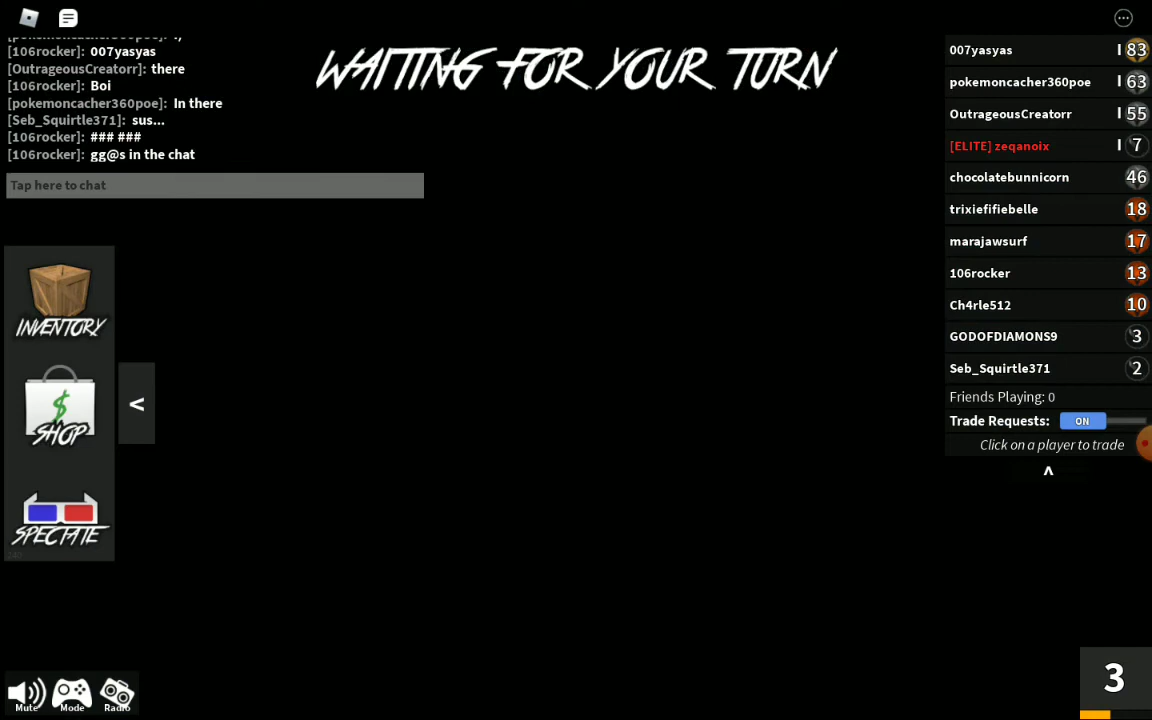 [pokemoncacher360poe]: :)
[106rocker]: 007yasyas
[OutrageousCreatorr]: there
[106rocker]: Boi
[pokemoncacher360poe]: In there
[Seb_Squirtle371]: sus...
[106rocker]: ### ###
[106rocker]: gg@s in the chat
Tap here to chat
WAITING FOR YOUR TURN
007yasyas I 83
pokemoncacher360poe I 63
OutrageousCreatorr I 55
[ELITE] zeqanoix I 7
chocolatebunnicorn 46
trixiefifiebelle 18
marajawsurf 17
106rocker 13
Ch4rle512 10
GODOFDIAMONS9 3
Seb_Squirtle371 2
Friends Playing: 0
Trade Requests: ON
Click on a player to trade
^
INVENTORY
<
$
SHOP
SPECTATE
240
Mute Mode Radio
3